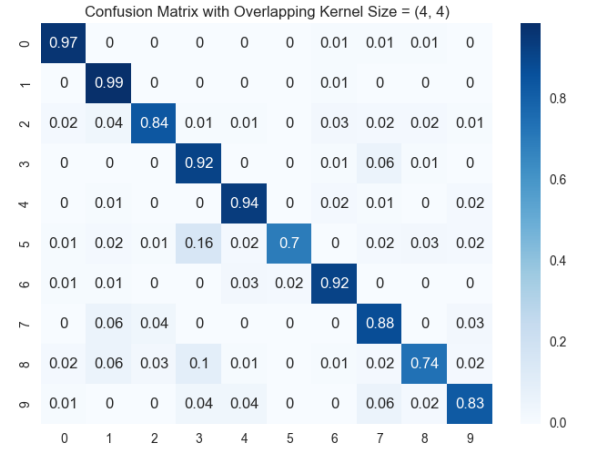 Confusion Matrix with Overlapping Kernel Size = (4, 4)
0 0.97 0 0 0 0 0 0.01 0.01 0.01 0
1 0 0.99 0 0 0 0 0.01 0 0 0
2 0.02 0.04 0.84 0.01 0.01 0 0.03 0.02 0.02 0.01
3 0 0 0 0.92 0 0 0.01 0.06 0.01 0
4 0 0.01 0 0 0.94 0 0.02 0.01 0 0.02
5 0.01 0.02 0.01 0.16 0.02 0.7 0 0.02 0.03 0.02
6 0.01 0.01 0 0 0.03 0.02 0.92 0 0 0
7 0 0.06 0.04 0 0 0 0 0.88 0 0.03
8 0.02 0.06 0.03 0.1 0.01 0 0.01 0.02 0.74 0.02
9 0.01 0 0 0.04 0.04 0 0 0.06 0.02 0.83
0 1 2 3 4 5 6 7 8 9
0.8
0.6
0.4
0.2
0.0